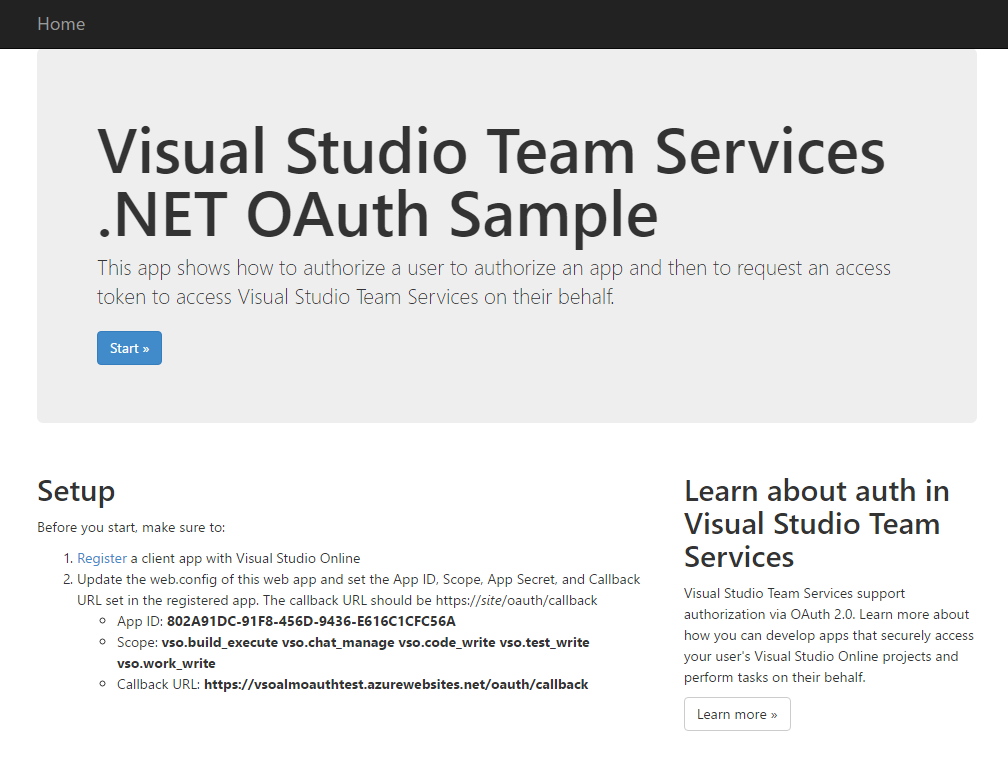 Home
Visual Studio Team Services
.NET OAuth Sample
This app shows how to authorize a user to authorize an app and then to request an access
token to access Visual Studio Team Services on their behalf.
Start »
Setup
Before you start, make sure to:
1. Register a client app with Visual Studio Online
2. Update the web.config of this web app and set the App ID, Scope, App Secret, and Callback
URL set in the registered app. The callback URL should be https://site/oauth/callback
App ID: 802A91DC-91F8-456D-9436-E616C1CFC56A
Scope: vso.build_execute vso.chat_manage vso.code_write vso.test_write
vso.work_write
Callback URL: https://vsoalmoauthtest.azurewebsites.net/oauth/callback
Learn about auth in
Visual Studio Team
Services
Visual Studio Team Services support
authorization via OAuth 2.0. Learn more about
how you can develop apps that securely access
your user's Visual Studio Online projects and
perform tasks on their behalf.
Learn more »